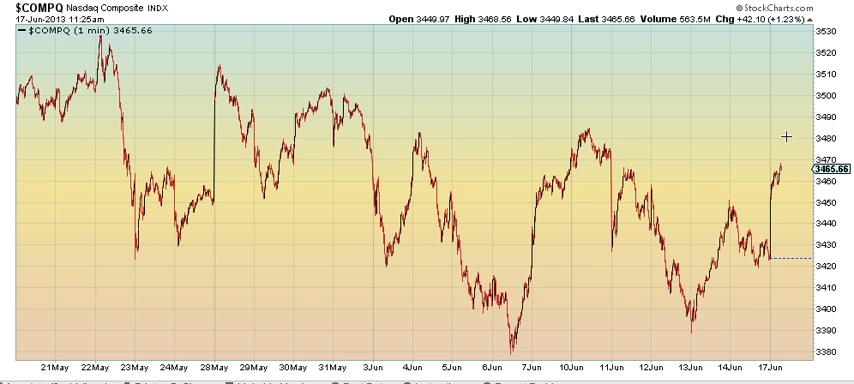 $COMPQ Nasdaq Composite INDX
© StockCharts.com
17-Jun-2013 11:25am
Open 3449.97 High 3468.56 Low 3449.84 Last 3465.66 Volume 563.5M Chg +42.10 (+1.23%)
$COMPQ (1 min) 3465.66
3530
3520
3510
3500
3490
3480
3470
3465.66
3460
3450
3440
3430
3420
3410
3400
3390
3380
21May 22May 23May 24May 28May 29May 30May 31May 3Jun 4Jun 5Jun 6Jun 7Jun 10Jun 11Jun 12Jun 13Jun 14Jun 17Jun